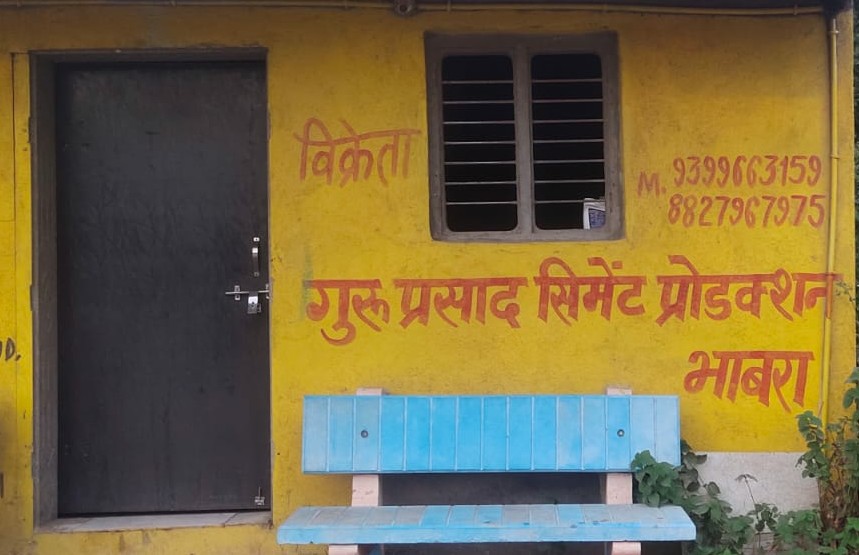 विक्रेता
M. 9399663159
8827967975
गुरू प्रसाद सिमेंट प्रोडक्शन
भाबरा
D.